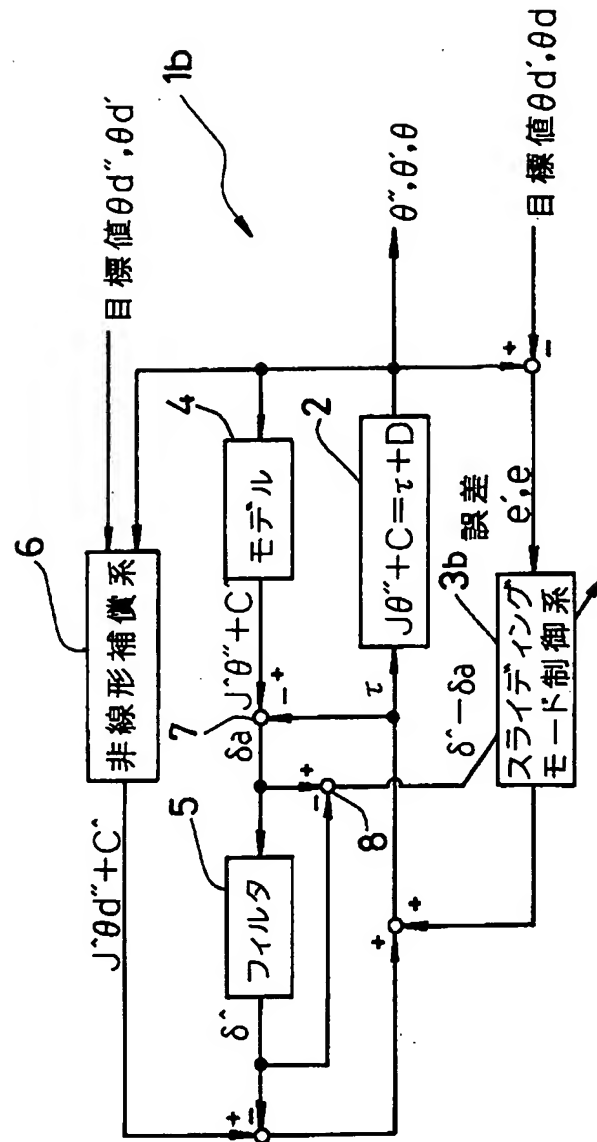 1b
目標値θd″,θd′
6
非線形補償系
J^θd″+C^
4
モデル
J^θ″+C^
7
+
-
δa
5
フィルタ
δ^
+
-
8
+
-
δ^-δa
2
Jθ″+C=τ+D
τ
θ″,θ′,θ
+
-
目標値θd′,θd
誤差
e′,e
3b
スライディング
モード制御系
+
+